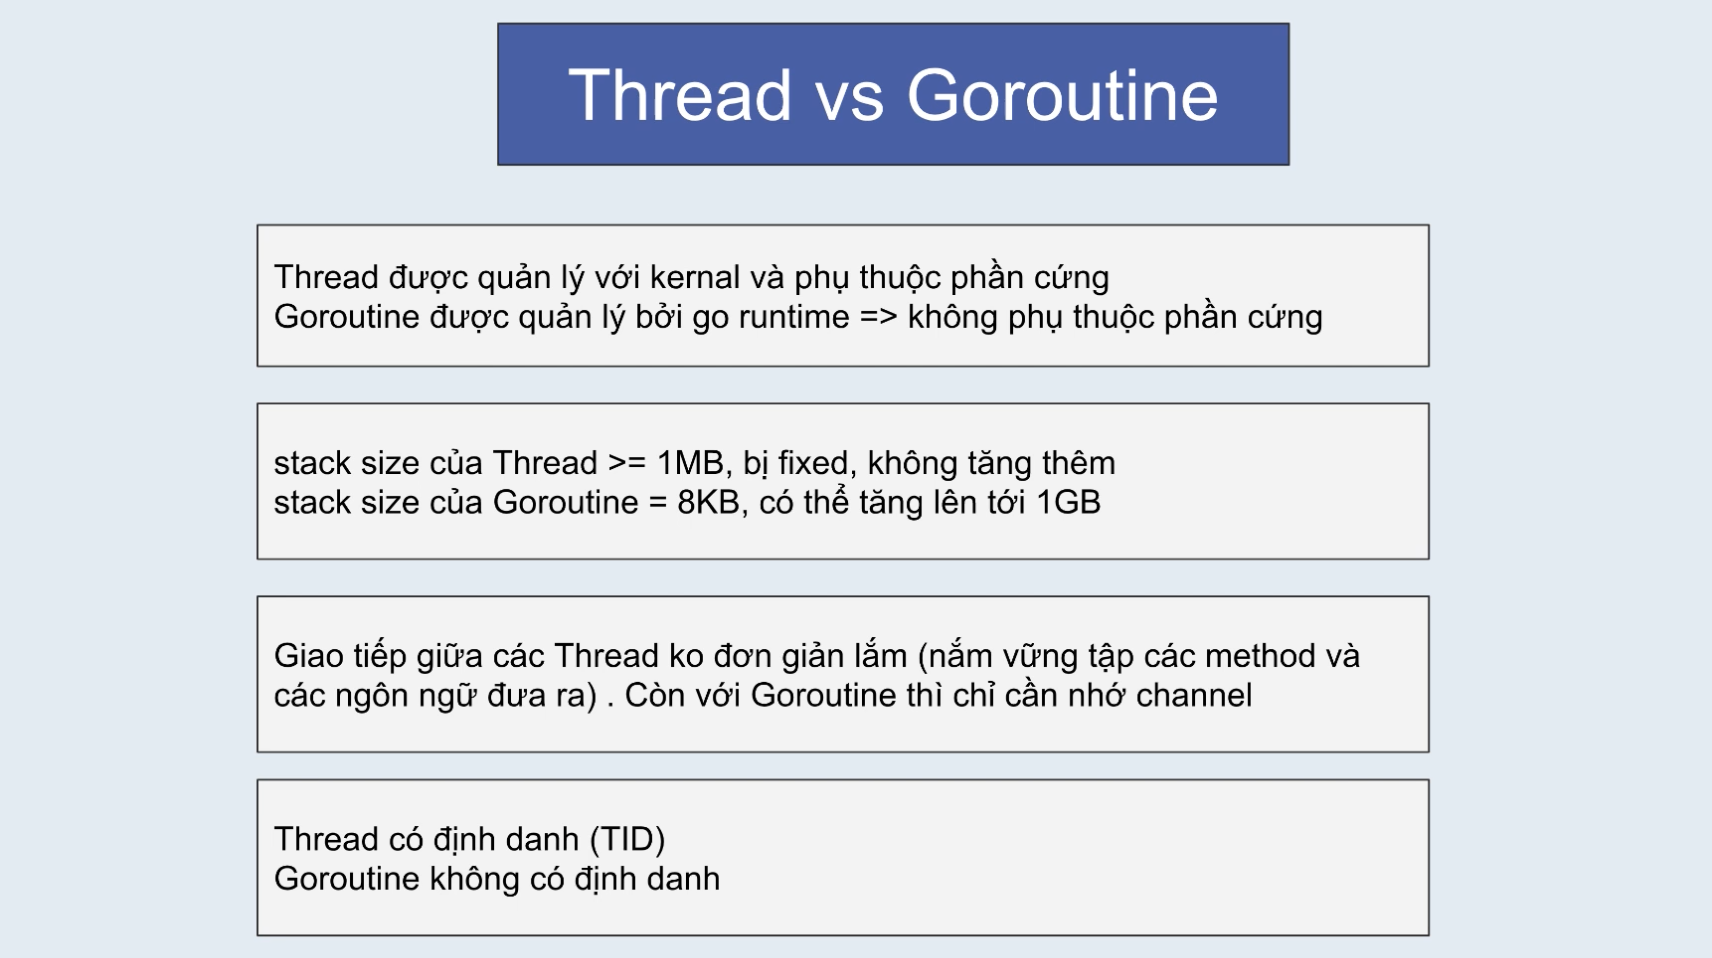 Thread vs Goroutine
Thread được quản lý với kernal và phụ thuộc phần cứng
Goroutine được quản lý bởi go runtime => không phụ thuộc phần cứng
stack size của Thread >= 1MB, bị fixed, không tăng thêm
stack size của Goroutine = 8KB, có thể tăng lên tới 1GB
Giao tiếp giữa các Thread ko đơn giản lắm (nắm vững tập các method và
các ngôn ngữ đưa ra) . Còn với Goroutine thì chỉ cần nhớ channel
Thread có định danh (TID)
Goroutine không có định danh